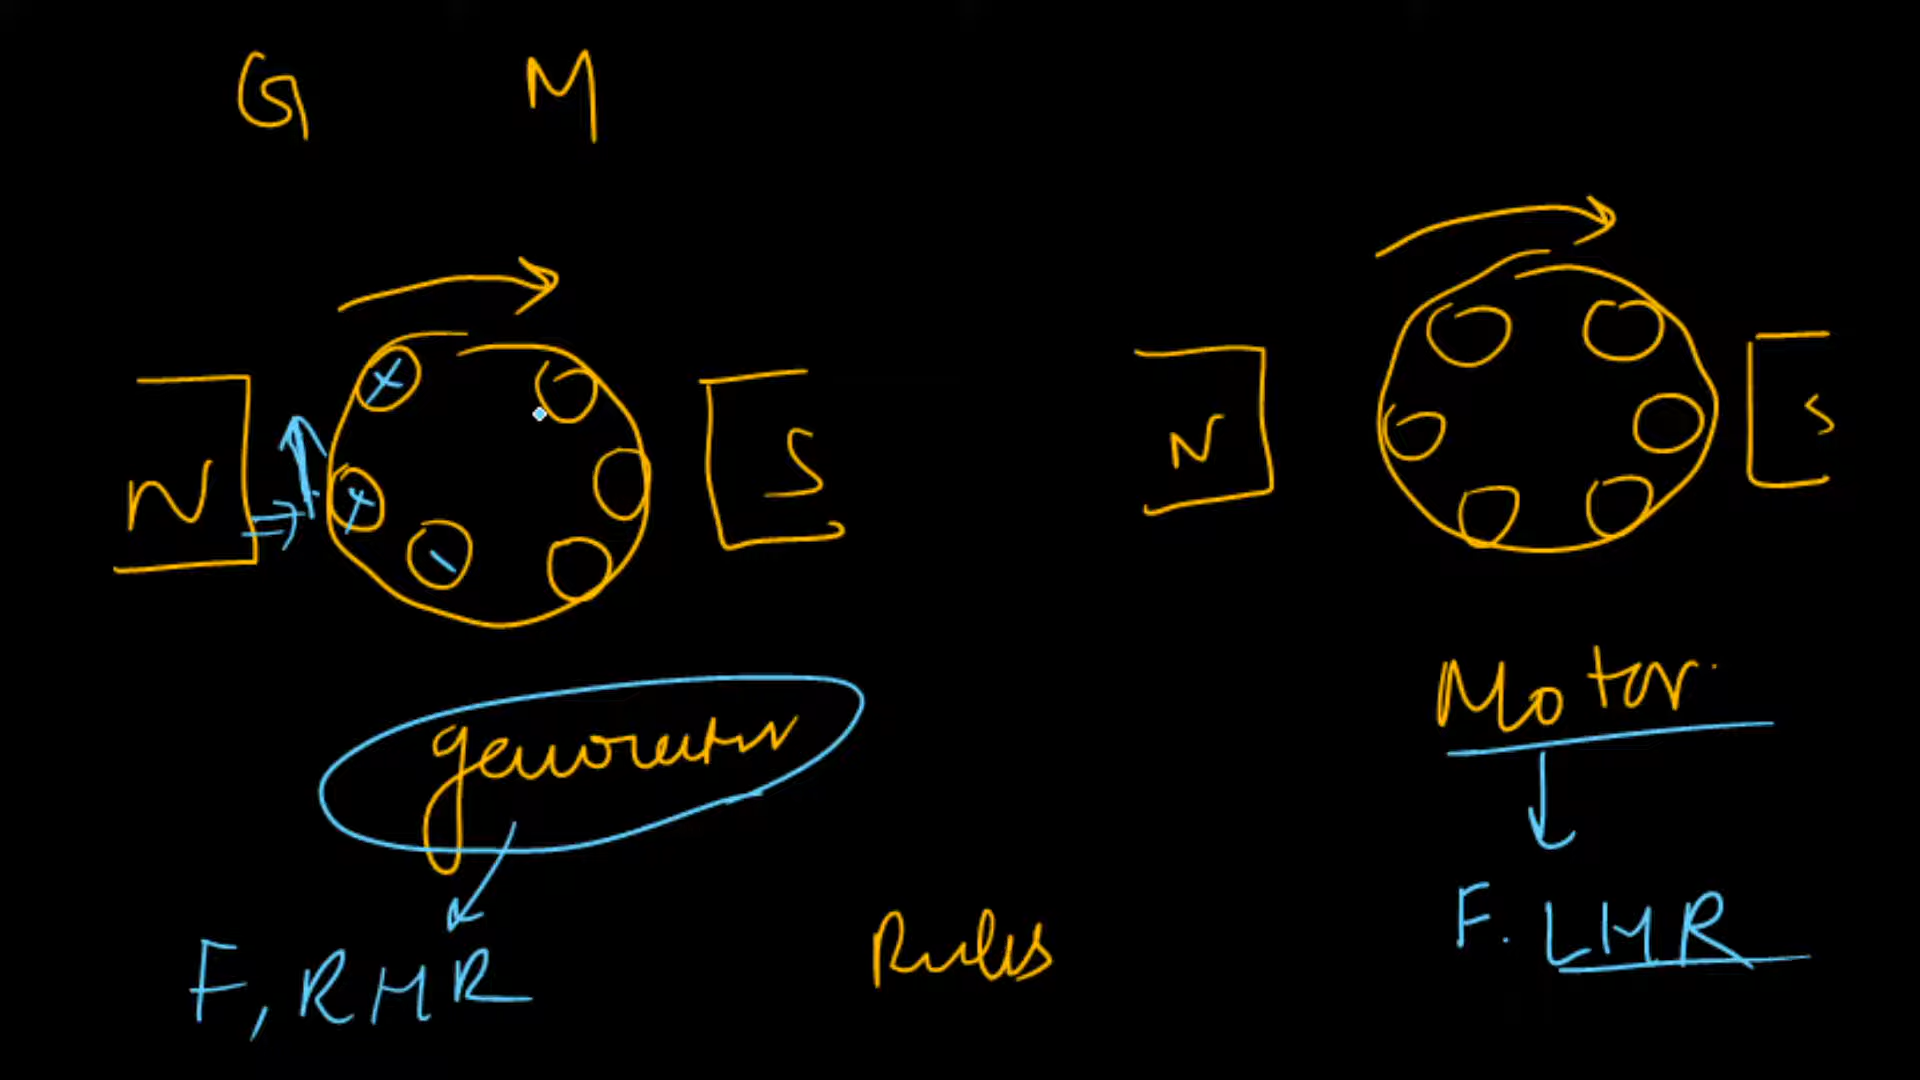 G M
N S
N S
generator
Motor.
F, RHR
Rules
F. LHR